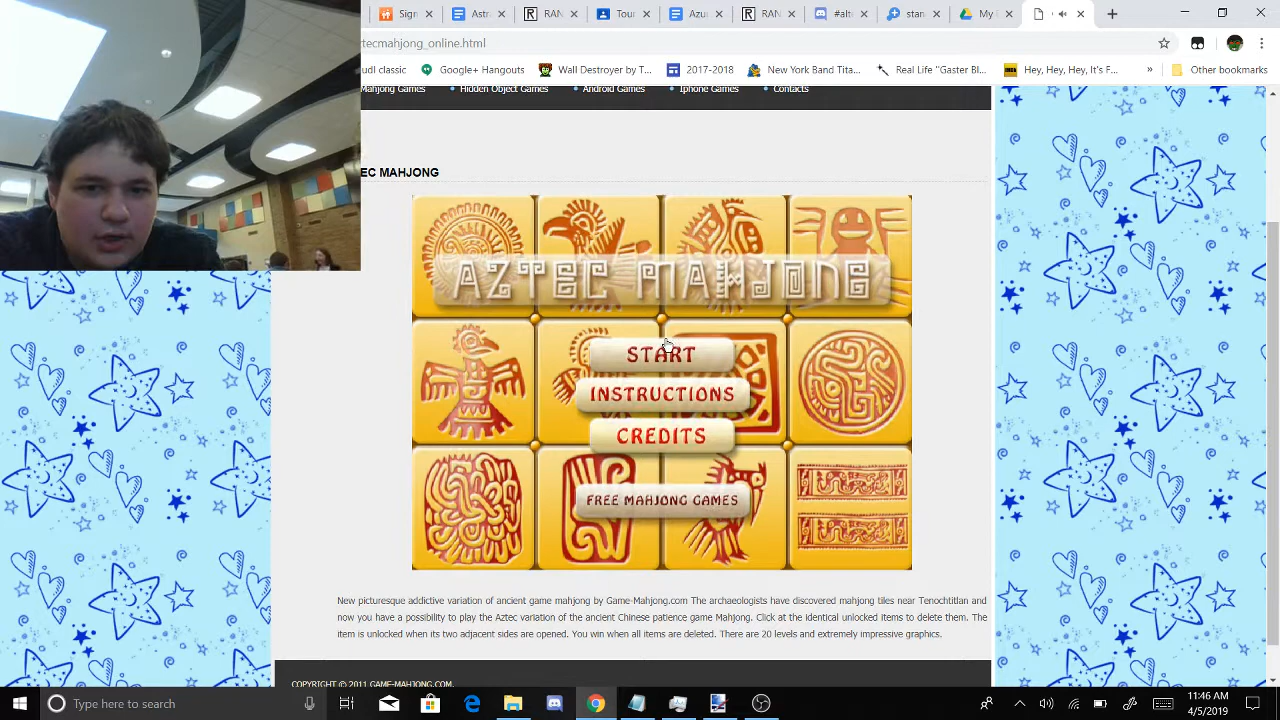 Sign
Astr
RAN
Tour
Azur
RAN
#alte
stan
My
tecmahjong_online.html
udl classic
Google+ Hangouts
Wall Destroyer by T...
2017-2018
New York Band Tita...
Real Life "Gaster Bl...
Hey, Hey, Hey, It's F...
»
Other bookmarks
Mahjong Games
Hidden Object Games
Android Games
Iphone Games
Contacts
EC MAHJONG
AZTEC MAHJONG
START
INSTRUCTIONS
CREDITS
FREE MAHJONG GAMES
New picturesque addictive variation of ancient game mahjong by Game-Mahjong.com The archaeologists have discovered mahjong tiles near Tenochtitlan and
now you have a possibility to play the Aztec variation of the ancient Chinese patience game Mahjong. Click at the identical unlocked items to delete them. The
item is unlocked when its two adjacent sides are opened. You win when all items are deleted. There are 20 levels and extremely impressive graphics.
COPYRIGHT © 2011 GAME-MAHJONG.COM.
Type here to search
11:46 AM
4/5/2019